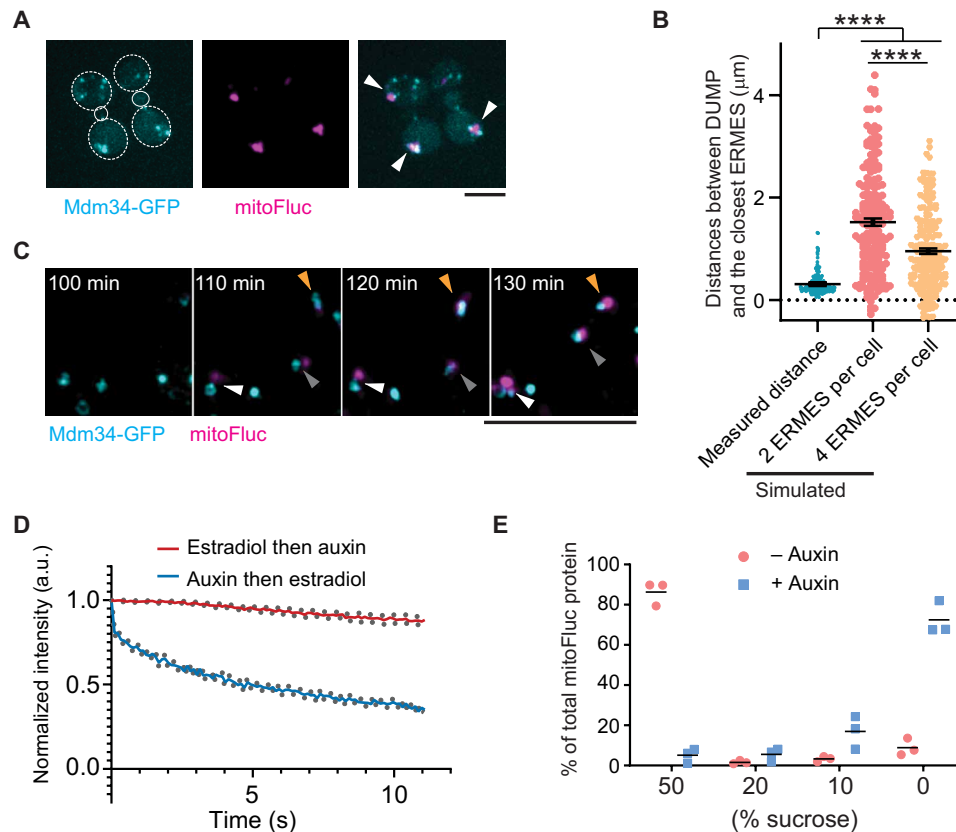 A
Mdm34-GFP
mitoFluc
B
Distances between DUMP
and the closest ERMES (μm)
****
****
4
2
0
Measured distance
2 ERMES per cell
4 ERMES per cell
Simulated
C
100 min
110 min
120 min
130 min
Mdm34-GFP
mitoFluc
D
Estradiol then auxin
Auxin then estradiol
Normalized intensity (a.u.)
1.0
0.5
0.0
5
10
Time (s)
E
– Auxin
+ Auxin
% of total mitoFluc protein
100
80
60
40
20
0
50
20
10
0
(% sucrose)